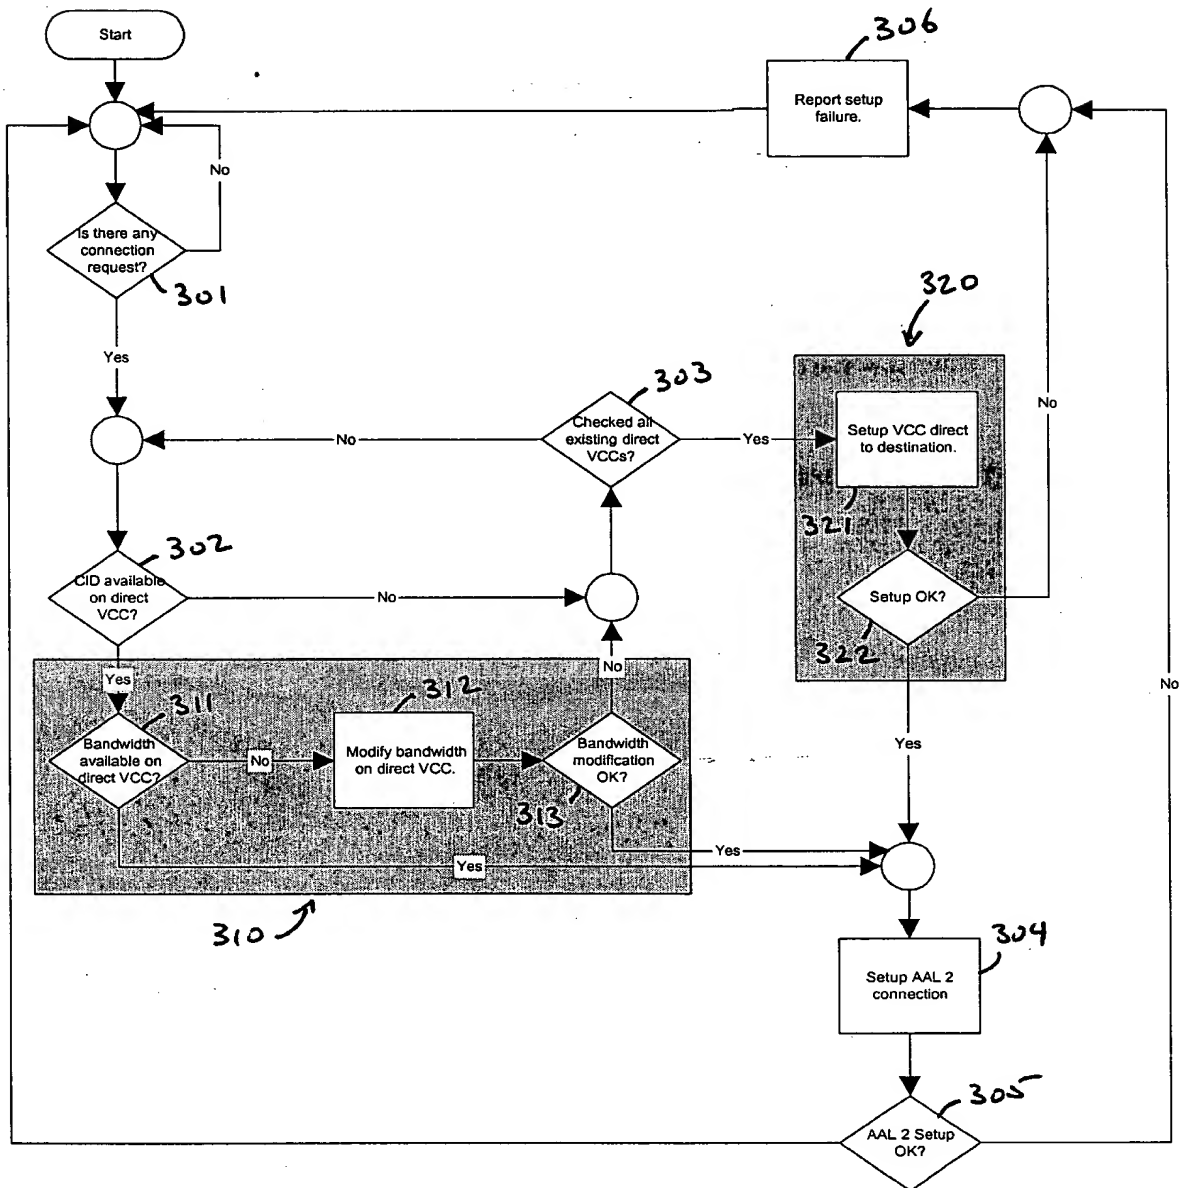 Start
306
Report setup
failure.
No
Is there any
connection
request?
301
320
Yes
303
No
Checked all
existing direct
VCCs?
No
Yes
Setup VCC direct
to destination.
321
302
CID available
on direct
VCC?
No
Setup OK?
322
Yes
No
No
311
312
Bandwidth
available on
direct VCC?
No
Modify bandwidth
on direct VCC.
Bandwidth
modification
OK?
313
Yes
Yes
Yes
310
304
Setup AAL 2
connection
305
AAL 2 Setup
OK?